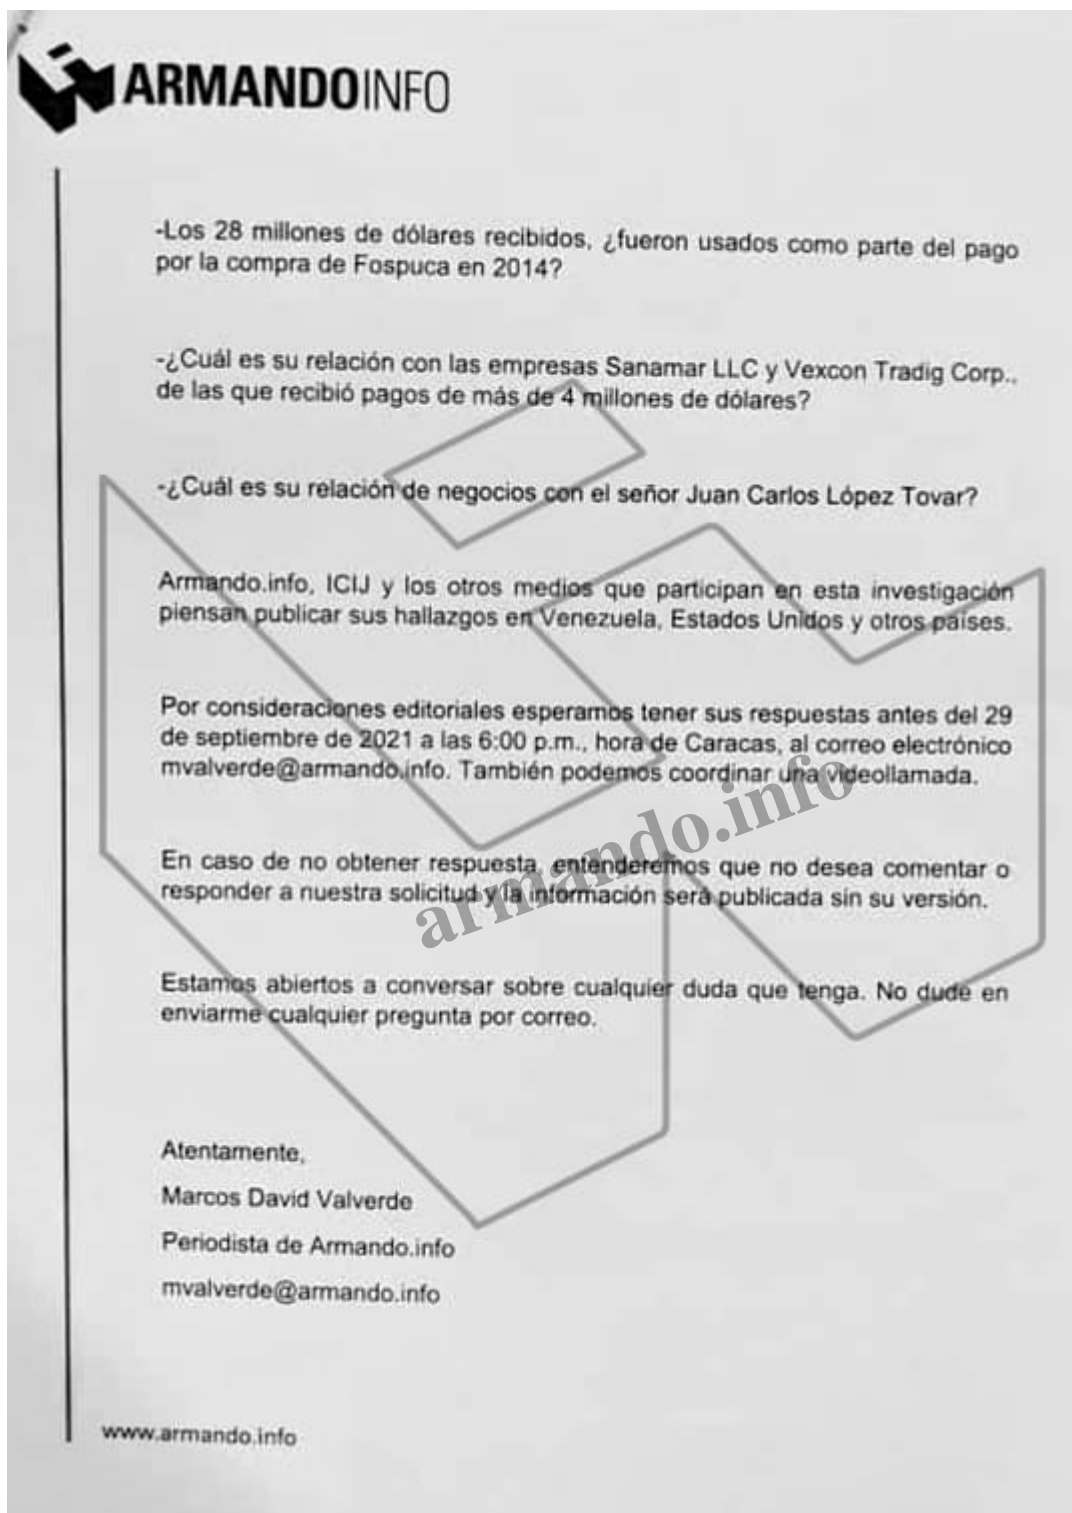 ARMANDOINFO
-Los 28 millones de dólares recibidos, ¿fueron usados como parte del pago
por la compra de Fospuca en 2014?
-¿Cuál es su relación con las empresas Sanamar LLC y Vexcon Tradig Corp.,
de las que recibió pagos de más de 4 millones de dólares?
-¿Cuál es su relación de negocios con el señor Juan Carlos López Tovar?
Armando.info, ICIJ y los otros medios que participan en esta investigación
piensan publicar sus hallazgos en Venezuela, Estados Unidos y otros países.
Por consideraciones editoriales esperamos tener sus respuestas antes del 29
de septiembre de 2021 a las 6:00 p.m., hora de Caracas, al correo electrónico
mvalverde@armando.info. También podemos coordinar una videollamada.
armando.info
En caso de no obtener respuesta, entenderemos que no desea comentar o
responder a nuestra solicitud y la información será publicada sin su versión.
Estamos abiertos a conversar sobre cualquier duda que tenga. No dude en
enviarme cualquier pregunta por correo.
Atentamente,
Marcos David Valverde
Periodista de Armando.info
mvalverde@armando.info
www.armando.info